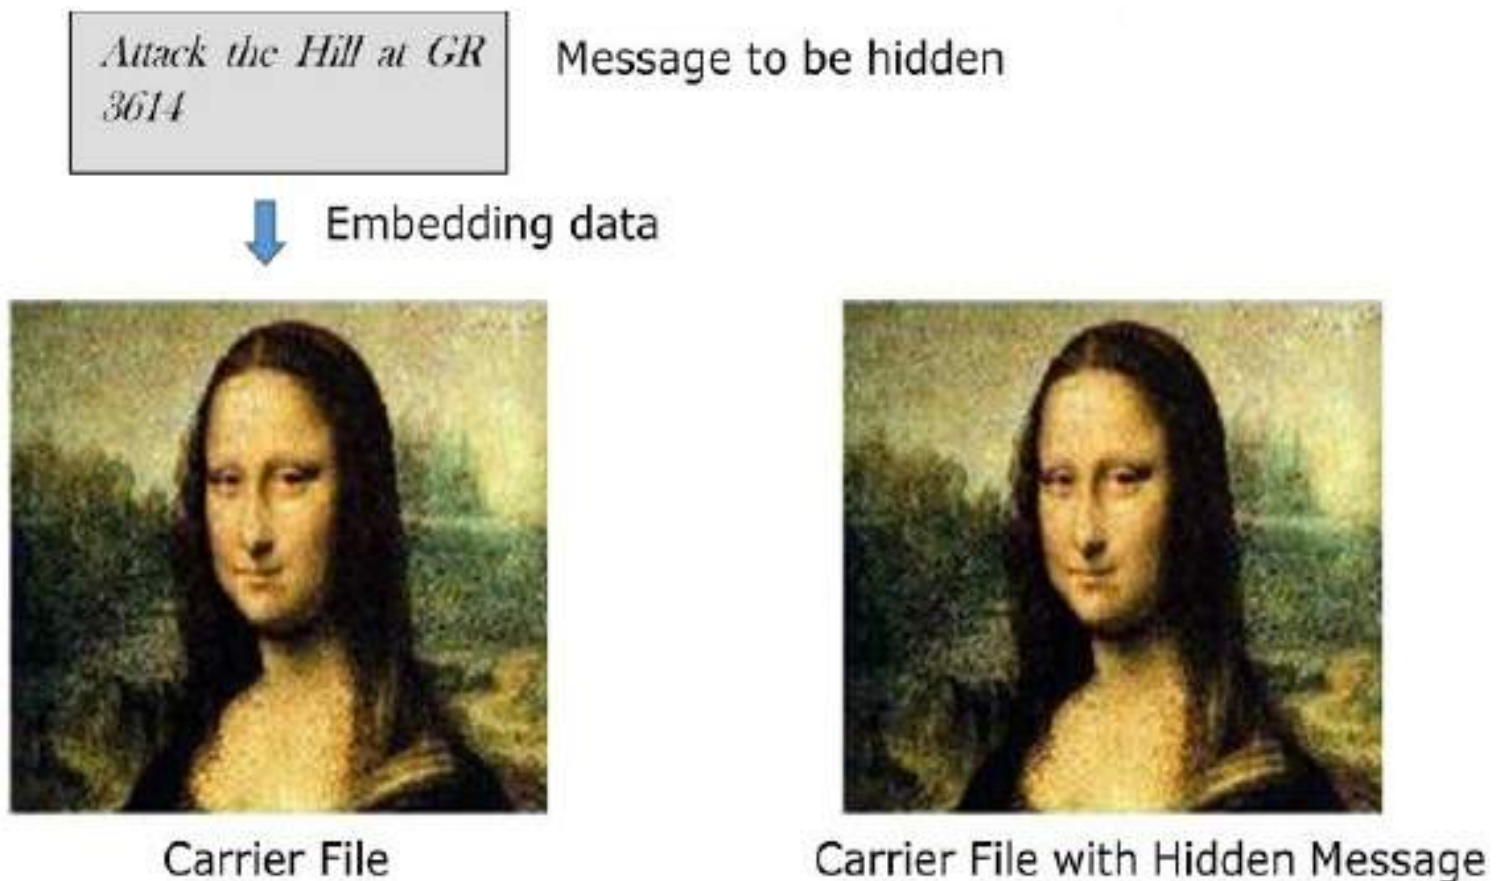 Attack the Hill at GR
3614
Message to be hidden
Embedding data
Carrier File
Carrier File with Hidden Message